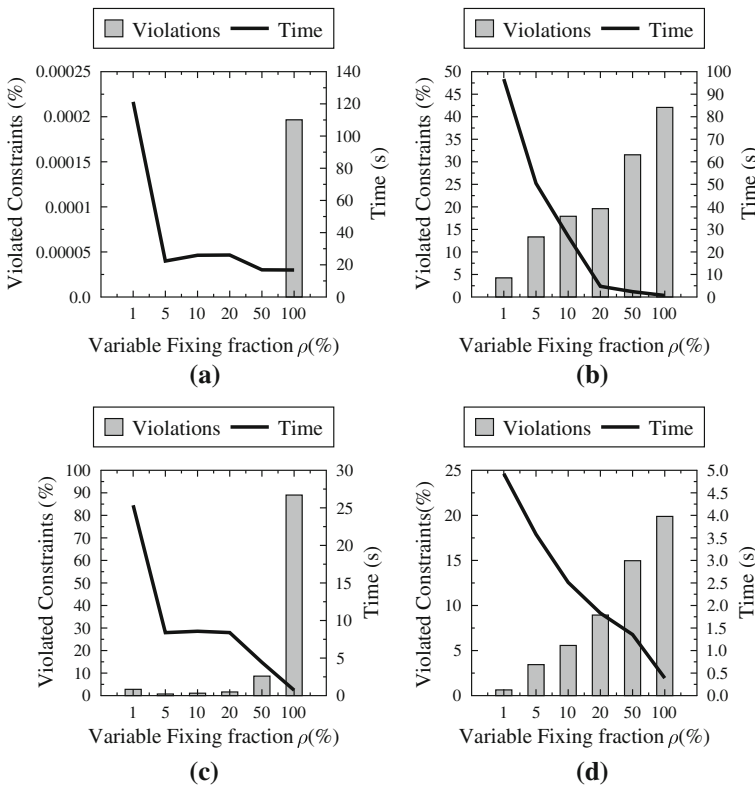 Violations Time
Violations Time
0.00025
0.0002
0.00015
0.0001
0.00005
0.0
Violated Constraints (%)
140
120
100
80
60
40
20
0
Time (s)
1 5 10 20 50 100
Variable Fixing fraction ρ(%)
(a)
50
45
40
35
30
25
20
15
10
5
0
Violated Constraints (%)
100
90
80
70
60
50
40
30
20
10
0
Time (s)
1 5 10 20 50 100
Variable Fixing fraction ρ(%)
(b)
Violations Time
Violations Time
100
90
80
70
60
50
40
30
20
10
0
Violated Constraints (%)
30
25
20
15
10
5
0
Time (s)
1 5 10 20 50 100
Variable Fixing fraction ρ(%)
(c)
25
20
15
10
5
0
Violated Constraints(%)
5.0
4.5
4.0
3.5
3.0
2.5
2.0
1.5
1.0
0.5
0.0
Time (s)
1 5 10 20 50 100
Variable Fixing fraction ρ(%)
(d)